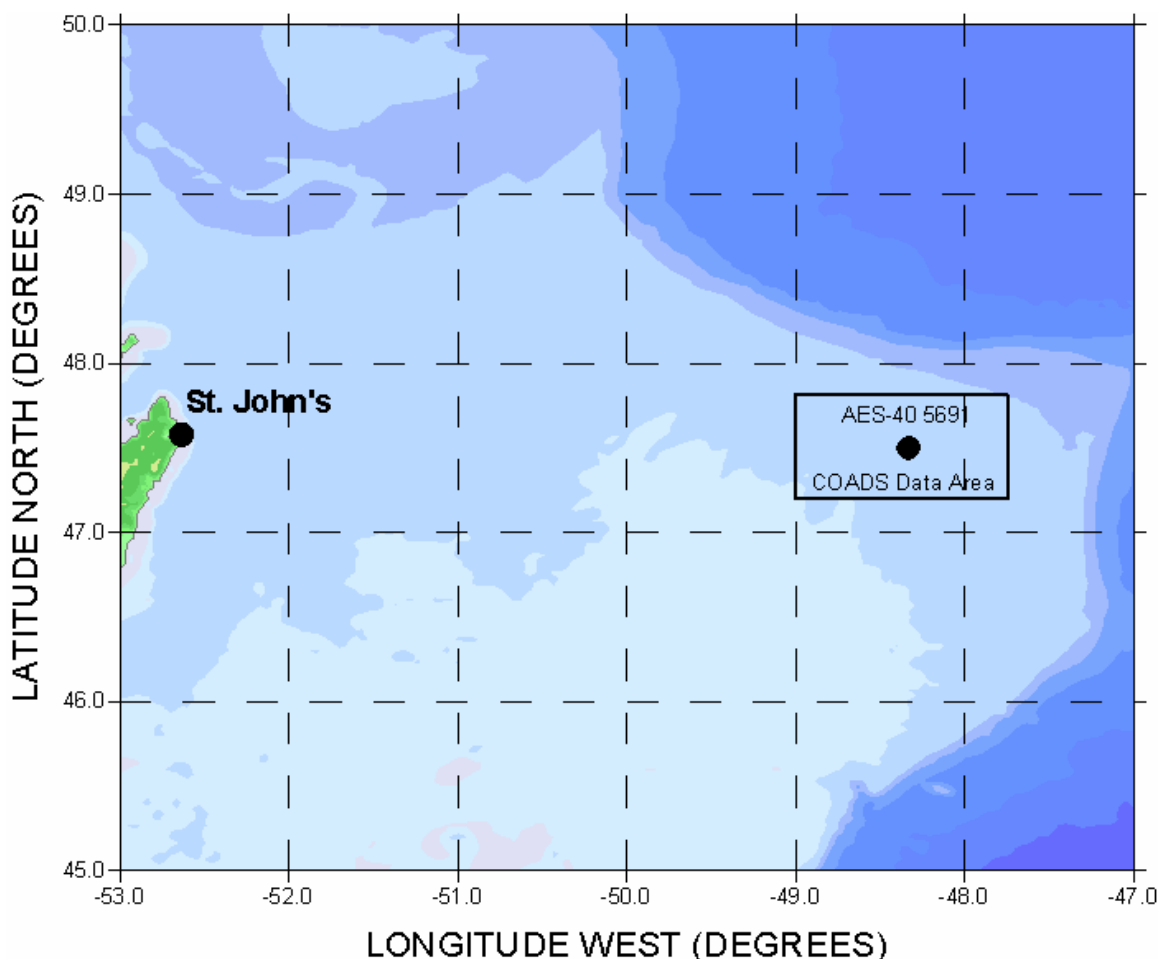 50.0
49.0
48.0
47.0
46.0
45.0
LATITUDE NORTH (DEGREES)
St. John's
AES-40 5691
COADS Data Area
-53.0
-52.0
-51.0
-50.0
-49.0
-48.0
-47.0
LONGITUDE WEST (DEGREES)